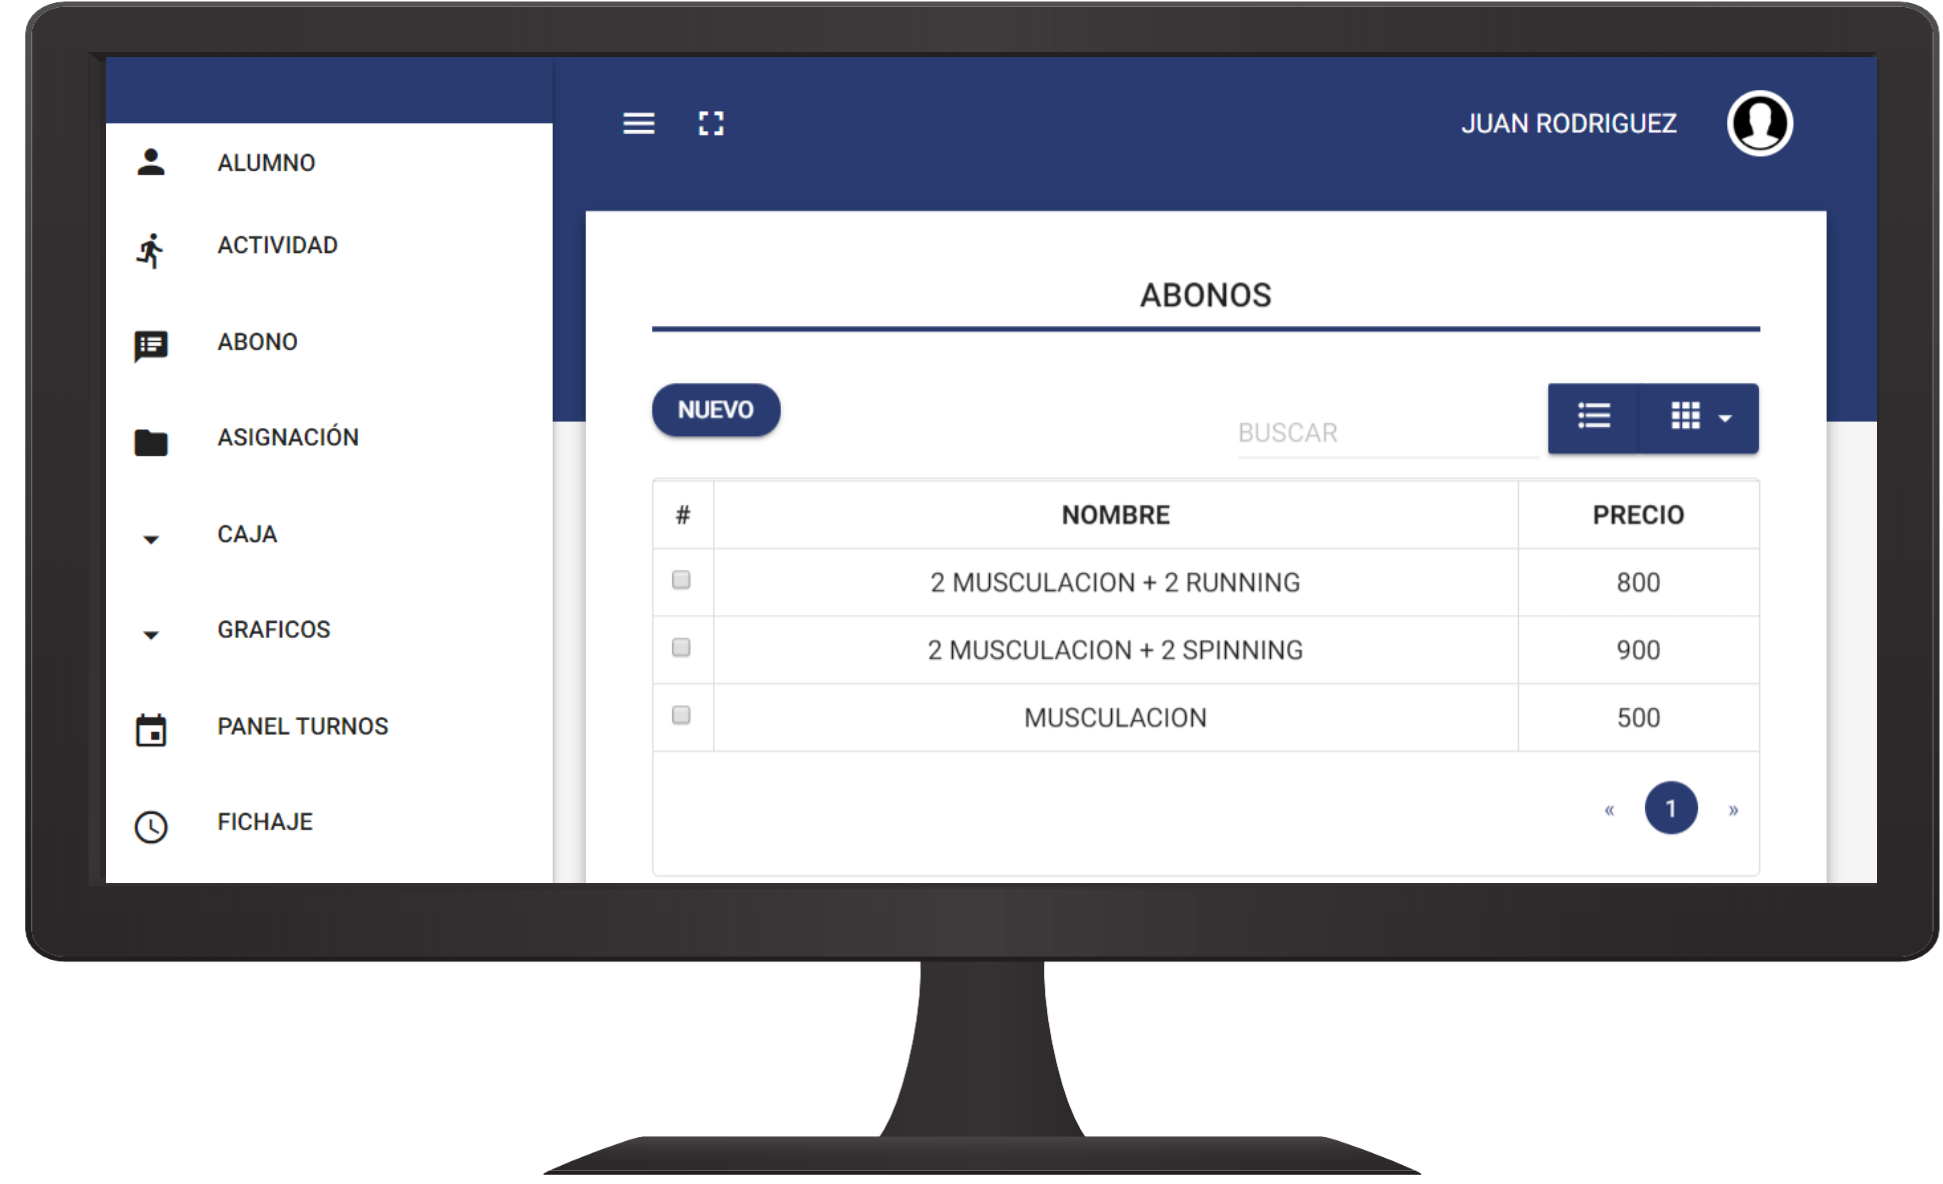 JUAN RODRIGUEZ
ALUMNO
ACTIVIDAD
ABONO
ASIGNACIÓN
CAJA
GRAFICOS
PANEL TURNOS
FICHAJE
ABONOS
NUEVO
BUSCAR
# NOMBRE PRECIO
2 MUSCULACION + 2 RUNNING 800
2 MUSCULACION + 2 SPINNING 900
MUSCULACION 500
« 1 »